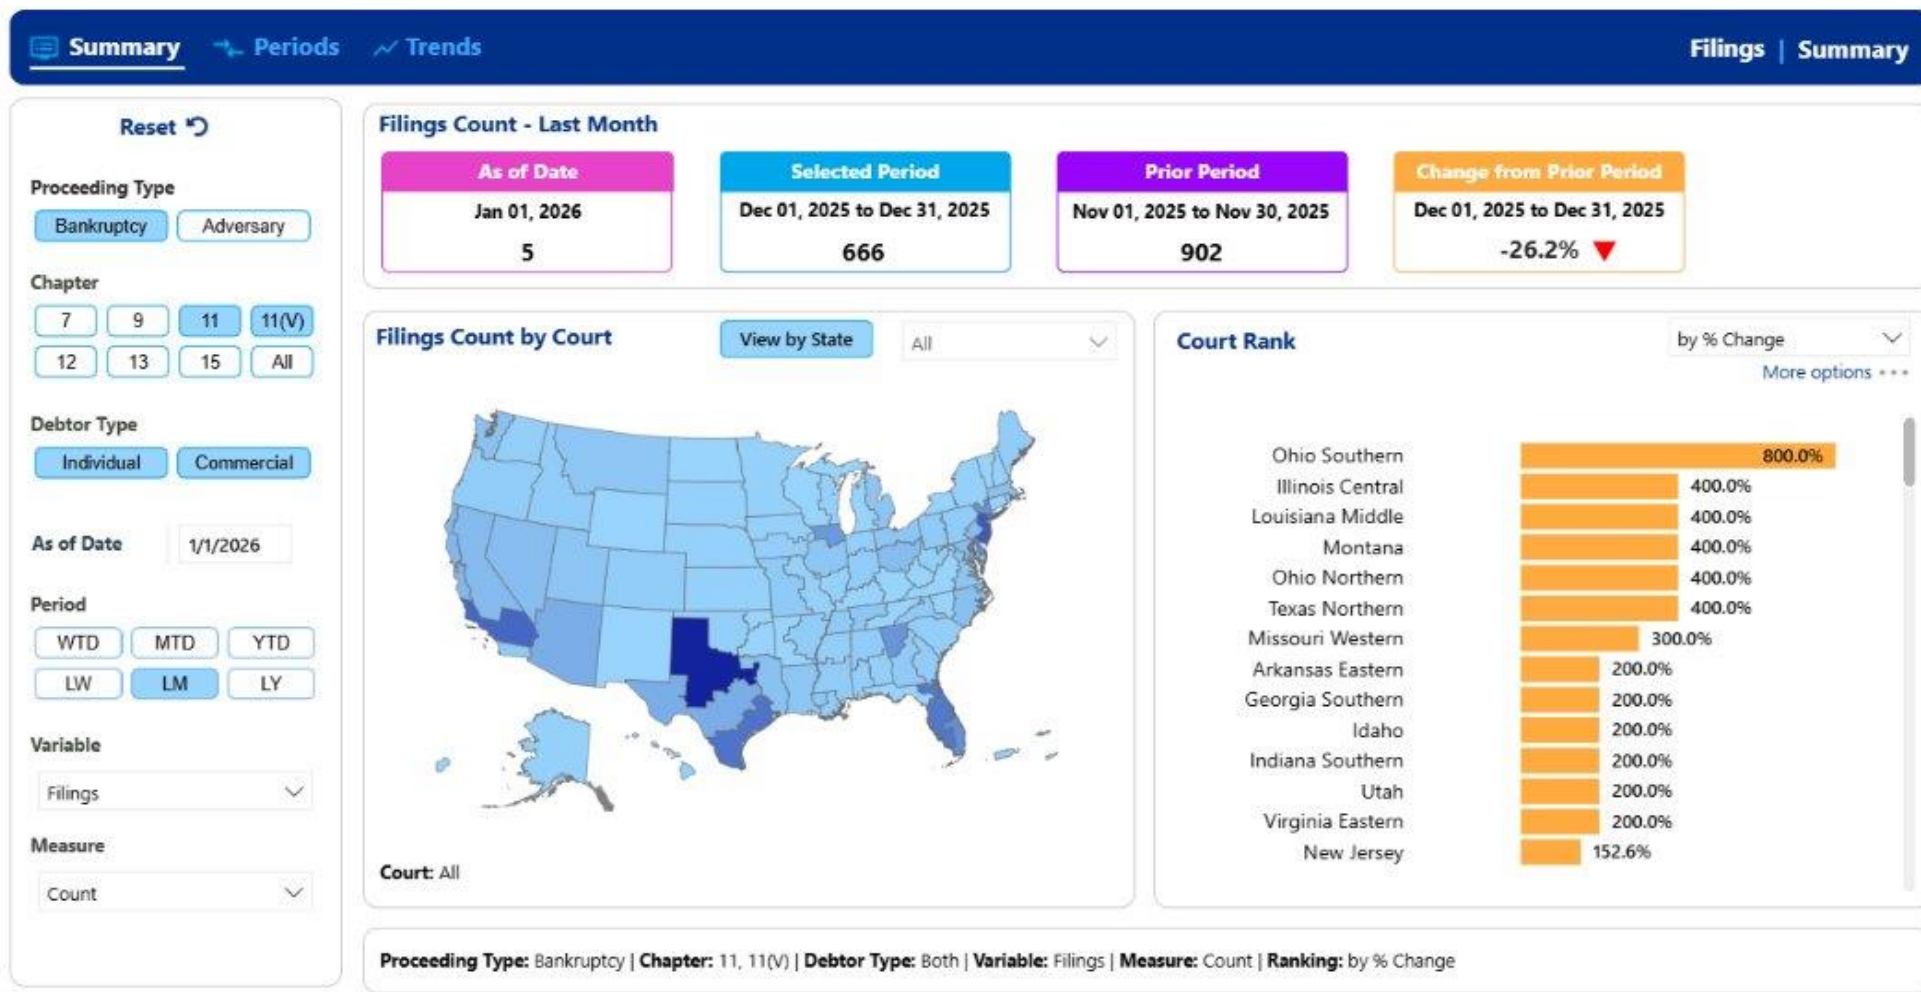 Summary Periods Trends Filings | Summary
Reset
Proceeding Type
Bankruptcy Adversary
Chapter
7 9 11 11(V)
12 13 15 All
Debtor Type
Individual Commercial
As of Date 1/1/2026
Period
WTD MTD YTD
LW LM LY
Variable
Filings
Measure
Count
Filings Count - Last Month
As of Date
Jan 01, 2026
5
Selected Period
Dec 01, 2025 to Dec 31, 2025
666
Prior Period
Nov 01, 2025 to Nov 30, 2025
902
Change from Prior Period
Dec 01, 2025 to Dec 31, 2025
-26.2%
Filings Count by Court View by State All
Court: All
Court Rank by % Change
More options
Ohio Southern 800.0%
Illinois Central 400.0%
Louisiana Middle 400.0%
Montana 400.0%
Ohio Northern 400.0%
Texas Northern 400.0%
Missouri Western 300.0%
Arkansas Eastern 200.0%
Georgia Southern 200.0%
Idaho 200.0%
Indiana Southern 200.0%
Utah 200.0%
Virginia Eastern 200.0%
New Jersey 152.6%
Proceeding Type: Bankruptcy | Chapter: 11, 11(V) | Debtor Type: Both | Variable: Filings | Measure: Count | Ranking: by % Change